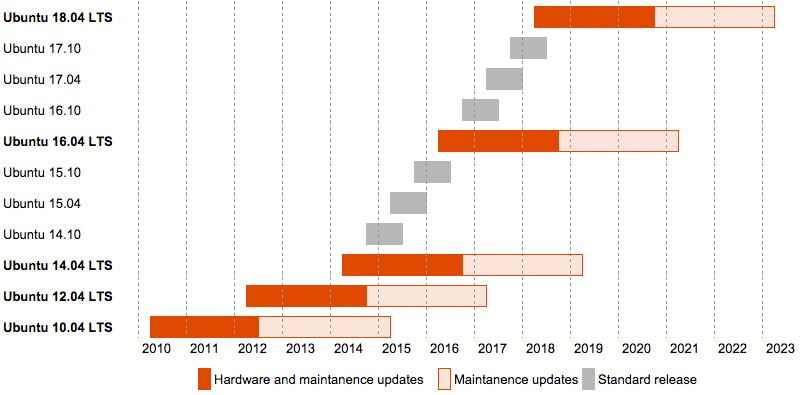 Ubuntu 18.04 LTS
Ubuntu 17.10
Ubuntu 17.04
Ubuntu 16.10
Ubuntu 16.04 LTS
Ubuntu 15.10
Ubuntu 15.04
Ubuntu 14.10
Ubuntu 14.04 LTS
Ubuntu 12.04 LTS
Ubuntu 10.04 LTS
2010 2011 2012 2013 2014 2015 2016 2017 2018 2019 2020 2021 2022 2023
Hardware and maintanence updates Maintanence updates Standard release